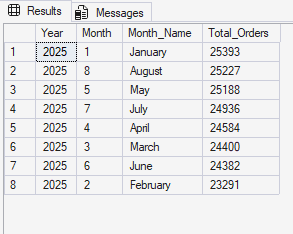 Results Messages
Year Month Month_Name Total_Orders
1 2025 1 January 25393
2 2025 8 August 25227
3 2025 5 May 25188
4 2025 7 July 24936
5 2025 4 April 24584
6 2025 3 March 24400
7 2025 6 June 24382
8 2025 2 February 23291